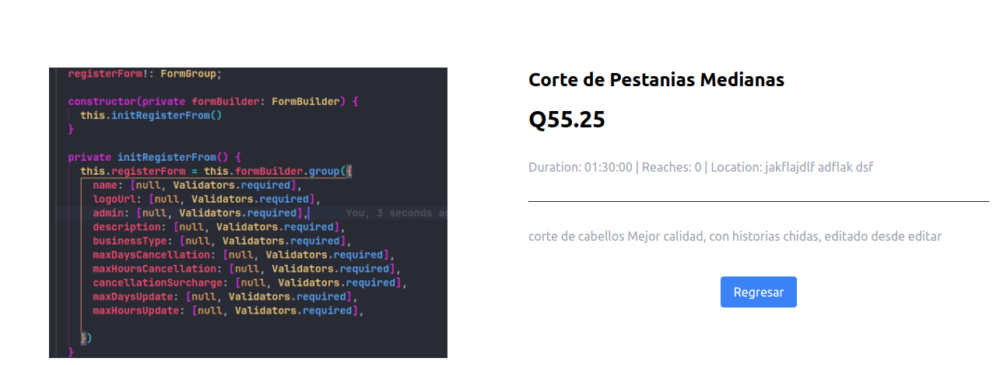 registerForm!: FormGroup;
constructor(private formBuilder: FormBuilder) {
this.initRegisterFrom()
}
private initRegisterFrom() {
this.registerForm = this.formBuilder.group({
name: [null, Validators.required],
logoUrl: [null, Validators.required],
admin: [null, Validators.required], You, 3 seconds
description: [null, Validators.required],
businessType: [null, Validators.required],
maxDaysCancellation: [null, Validators.required],
maxHoursCancellation: [null, Validators.required],
cancellationSurcharge: [null, Validators.required],
maxDaysUpdate: [null, Validators.required],
maxHoursUpdate: [null, Validators.required],
})
}
Corte de Pestanias Medianas
Q55.25
Duration: 01:30:00 | Reaches: 0 | Location: jakflajdlf adflak dsf
corte de cabellos Mejor calidad, con historias chidas, editado desde editar
Regresar